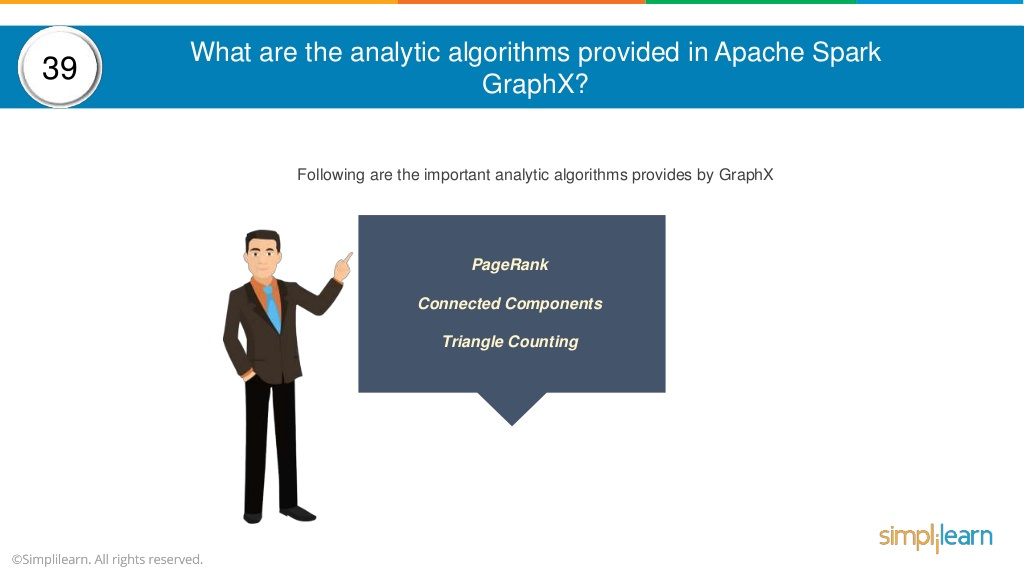 39
What are the analytic algorithms provided in Apache Spark
GraphX?
Following are the important analytic algorithms provides by GraphX
PageRank
Connected Components
Triangle Counting
simplilearn
©Simplilearn. All rights reserved.